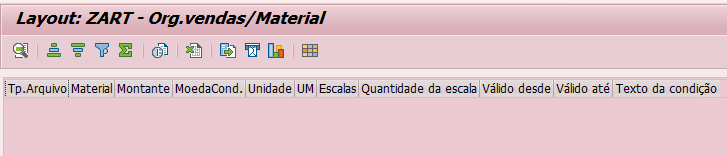 Layout: ZART - Org.vendas/Material
Tp.Arquivo Material Montante MoedaCond. Unidade UM Escalas Quantidade da escala Válido desde Válido até Texto da condição